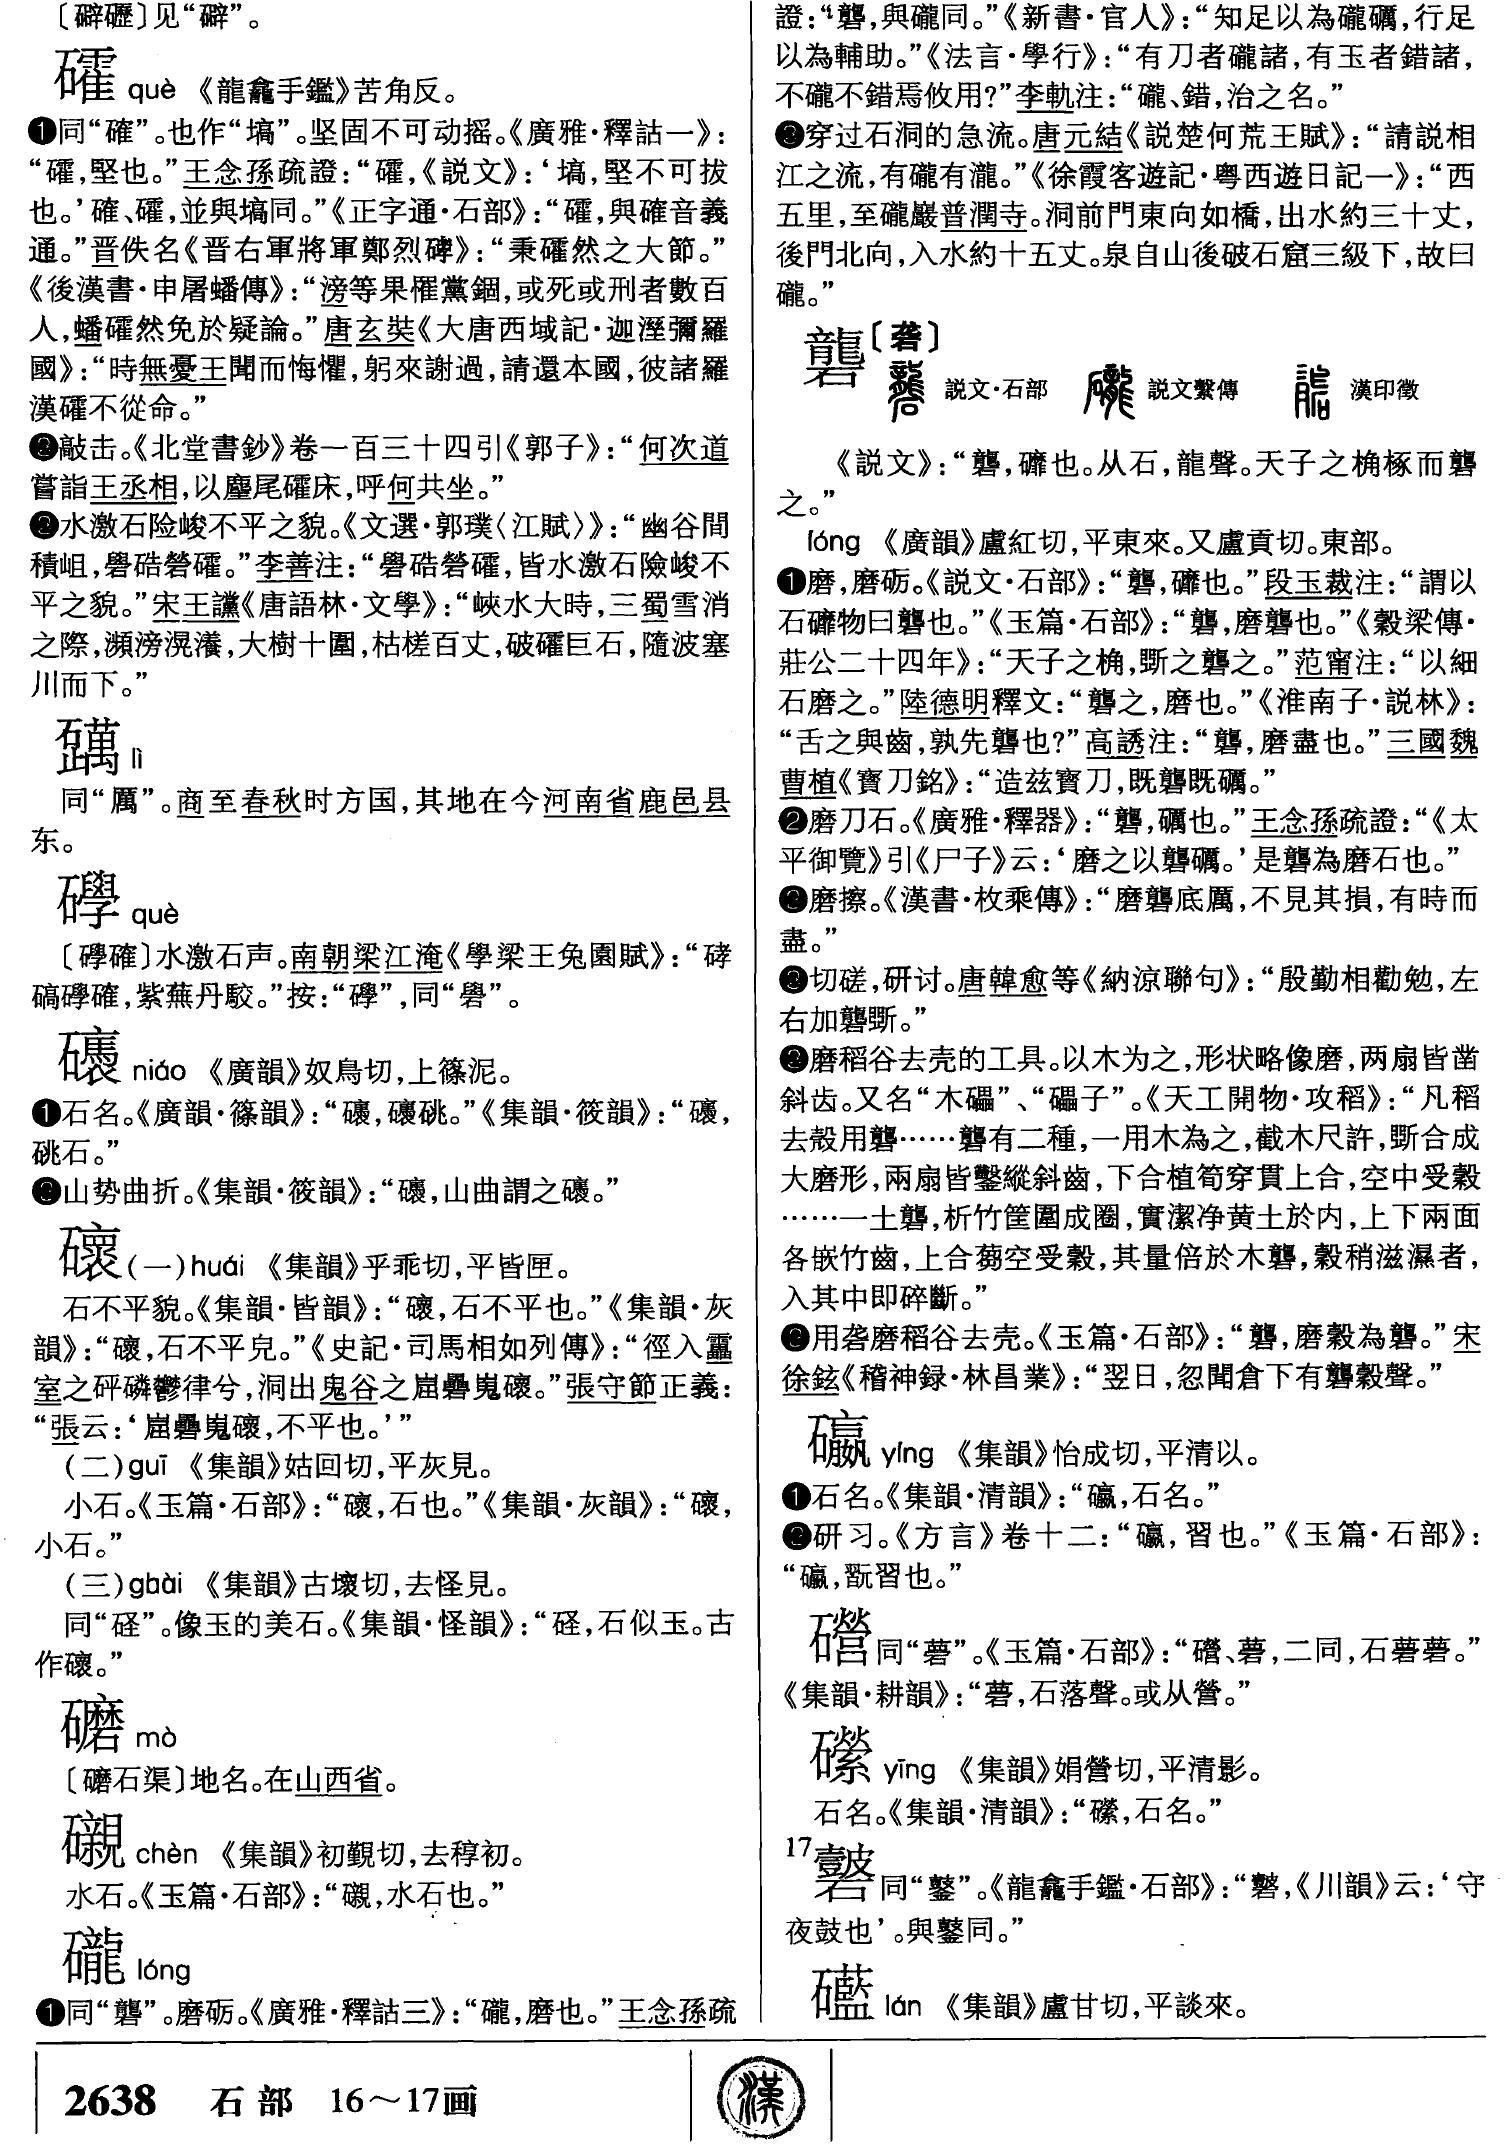 〔礔礰〕见“礔”。
礭 què 《龍龕手鑑》苦角反。
❶同“確”。也作“塙”。坚固不可动摇。《廣雅·釋詁一》：
“礭，堅也。”王念孫疏證：“礭，《説文》：‘塙，堅不可拔
也。’確、礭，並與塙同。”《正字通·石部》：“礭，與確音義
通。”晋佚名《晋右軍將軍鄭烈碑》：“秉礭然之大節。”
《後漢書·申屠蟠傳》：“滂等果罹黨錮，或死或刑者數百
人，蟠礭然免於疑論。”唐玄奘《大唐西域記·迦溼彌羅
國》：“時無憂王聞而悔懼，躬來謝過，請還本國，彼諸羅
漢礭不從命。”
❷敲击。《北堂書鈔》卷一百三十四引《郭子》：“何次道
嘗詣王丞相，以麈尾礭床，呼何共坐。”
❸水激石险峻不平之貌。《文選·郭璞〈江賦〉》：“幽谷間
積岨，礐硞礐礭。”李善注：“礐硞礐礭，皆水激石險峻不
平之貌。”宋王讜《唐語林·文學》：“峽水大時，三蜀雪消
之際，瀕滂滉瀁，大樹十圍，枯槎百丈，破礭巨石，隨波塞
川而下。”
lì
同“厲”。商至春秋时方国，其地在今河南省鹿邑县
东。
礜 què
水激石声。南朝梁江淹《學梁王兔園賦》：“硣
確，紫蕪丹駮。”按：同“礐”。
niáo 《廣韻》奴鳥切，上篠泥。
❶石名。《廣韻·篠韻》：《集韻·筱韻》：
硊石。”
❷山势曲折。《集韻·筱韻》：山曲謂之
㼮(一)huái 《集韻》乎乖切，平皆匣。
石不平貌。《集韻·皆韻》：“石不平也。”《集韻·灰
韻》：石不平皃。”《史記·司馬相如列傳》：“徑入靁
室之砰磷鬱律兮，洞出鬼谷之崫礨嵬磈。”張守節正義：
“張云：‘崫礨嵬磈，不平也。’”
(二)guī 《集韻》姑回切，平灰見。
小石。《玉篇·石部》：石也。”《集韻·灰韻》：
小石。”
(三)guài 《集韻》古壞切，去怪見。
同“硁”。像玉的美石。《集韻·怪韻》：石似玉。古
作
礳 mò
〔礳石渠〕地名。在山西省。
chèn 《集韻》初覲切，去稕初。
水石。《玉篇·石部》：水石也。”
礲 lóng
❶同“礱”。磨砺。《廣雅·釋詁三》：“礲，磨也。”王念孫疏
證：“礱，與礲同。”《新書·官人》：“知足以為礲礪，行足
以為輔助。”《法言·學行》：“有刀者礲諸，有玉者錯諸，
不礲不錯焉攸用？”李軌注：“礲、錯，治之名。”
❷穿过石洞的急流。唐元結《説楚何荒王賦》：“請説相
江之流，有礲有瀧。”《徐霞客遊記·粤西遊日記一》：“西
五里，至礲巖普潤寺。洞前門東向如橋，出水約三十丈，
後門北向，入水約十五丈。泉自山後破石窟三級下，故曰
礲。”
礱〔砻〕
説文·石部 説文繫傳 漢印徵
《説文》：“礱，䃺也。从石，龍聲。天子之桷椓而礱
之。”
lóng 《廣韻》盧紅切，平東來。又盧貢切。東部。
❶磨，磨砺。《説文·石部》：“礱，䃺也。”段玉裁注：“謂以
石䃺物曰礱也。”《玉篇·石部》：“礱，磨礱也。”《穀梁傳·
莊公二十四年》：“天子之桷，斲之礱之。”范甯注：“以細
石磨之。”陸德明釋文：“礱之，磨也。”《淮南子·説林》：
“舌之與齒，孰先礱也？”高誘注：“礱，磨盡也。”三國魏
曹植《寶刀銘》：“造兹寶刀，既礱既礪。”
❷磨刀石。《廣雅·釋器》：“礱，礪也。”王念孫疏證：“《太
平御覽》引《尸子》云：‘磨之以礱礪。’是礱為磨石也。”
❸磨擦。《漢書·枚乘傳》：“磨礱底厲，不見其損，有時而
盡。”
❹切磋，研讨。唐韓愈等《納涼聯句》：“殷勤相勸勉，左
右加礱斲。”
❺磨稻谷去壳的工具。以木为之，形状略像磨，两扇皆凿
斜齿。又名“木礧”、“礧子”。《天工開物·攻稻》：“凡稻
去殼用礱……礱有二種，一用木為之，截木尺許，斲合成
大磨形，兩扇皆鑿縱斜齒，下合植筍穿貫上合，空中受穀
……一土礱，析竹筐圍成圈，實潔净黄土於内，上下兩面
各嵌竹齒，上合篘空受穀，其量倍於木礱，穀稍滋濕者，
入其中即碎斷。”
❻用砻磨稻谷去壳。《玉篇·石部》：“礱，磨穀為礱。”宋
徐鉉《稽神録·林昌業》：“翌日，忽聞倉下有礱穀聲。”
yíng 《集韻》怡成切，平清以。
❶石名。《集韻·清韻》：石名。”
❷研习。《方言》卷十二：習也。”《玉篇·石部》：
翫習也。”
同《玉篇·石部》：二同，石
《集韻·耕韻》：石落聲。或从營。”
yīng 《集韻》娟營切，平清影。
石名。《集韻·清韻》：石名。”
17
同“鼜”。《龍龕手鑑·石部》：《川韻》云：‘守
夜鼓也’。與鼜同。”
礛 lán 《集韻》盧甘切，平談來。
2638 石部 16～17画
漢